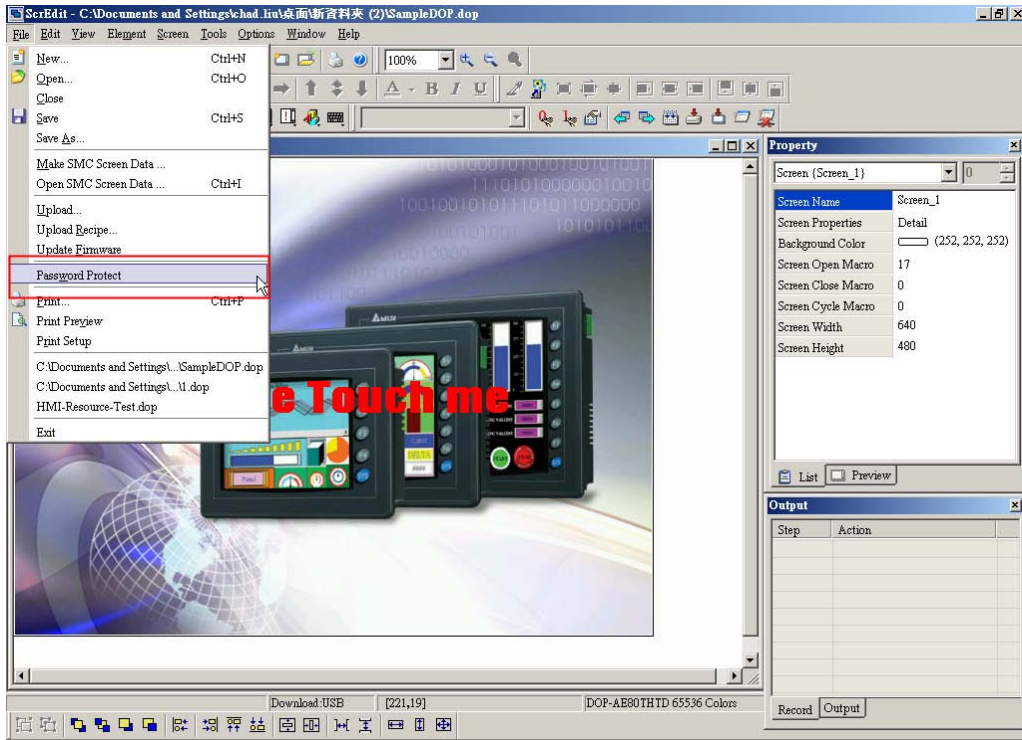 ScrEdit - C:\Documents and Settings\chad.liu\桌面\新資料夾 (2)\SampleDOP.dop
File Edit View Element Screen Tools Options Window Help
New... Ctrl+N
Open... Ctrl+O
Close
Save Ctrl+S
Save As...
Make SMC Screen Data ...
Open SMC Screen Data ... Ctrl+I
Upload...
Upload Recipe...
Update Firmware
Password Protect
Print... Ctrl+P
Print Preview
Print Setup
C:\Documents and Settings\...\SampleDOP.dop
C:\Documents and Settings\...\1.dop
HMI-Resource-Test.dop
Exit
100%
A - B I U
e Touch me
Property
Screen {Screen_1} 0
Screen Name Screen_1
Screen Properties Detail
Background Color (252, 252, 252)
Screen Open Macro 17
Screen Close Macro 0
Screen Cycle Macro 0
Screen Width 640
Screen Height 480
List Preview
Output
Step Action
Record Output
Download:USB [221,19] DOP-AE80THTD 65536 Colors